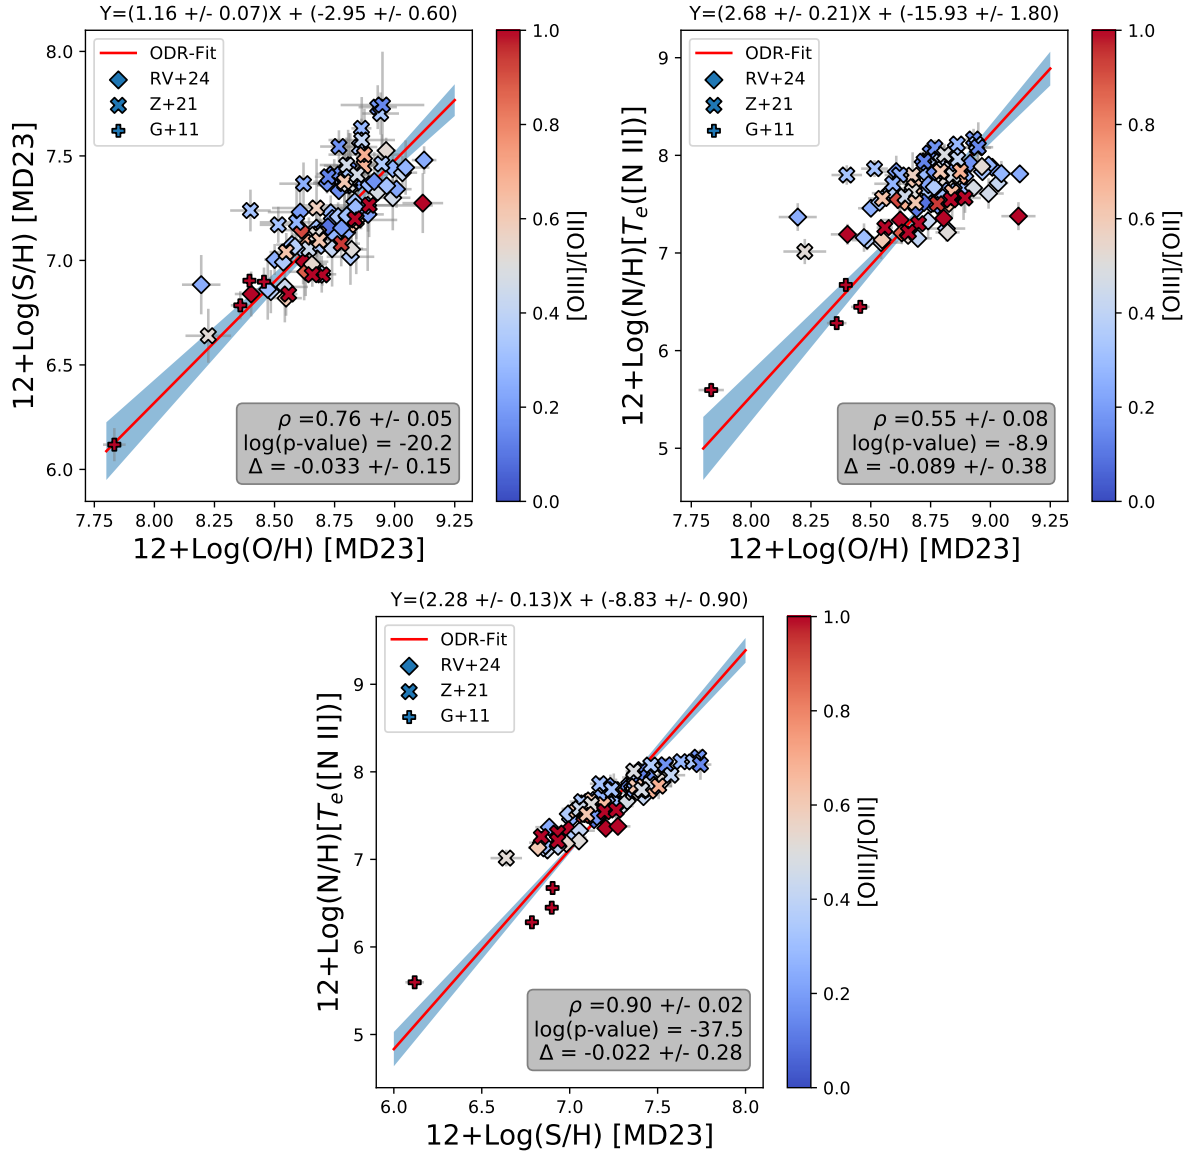 Y=(1.16 +/- 0.07)X + (-2.95 +/- 0.60)
ODR-Fit
RV+24
Z+21
G+11
12+Log(S/H) [MD23]
8.0
7.5
7.0
6.5
6.0
ρ =0.76 +/- 0.05
log(p-value) = -20.2
Δ = -0.033 +/- 0.15
7.75 8.00 8.25 8.50 8.75 9.00 9.25
12+Log(O/H) [MD23]
1.0
0.8
0.6
0.4
0.2
0.0
[OIII]/[OII]
Y=(2.68 +/- 0.21)X + (-15.93 +/- 1.80)
ODR-Fit
RV+24
Z+21
G+11
12+Log(N/H)[Te([N II])]
9
8
7
6
5
ρ =0.55 +/- 0.08
log(p-value) = -8.9
Δ = -0.089 +/- 0.38
7.75 8.00 8.25 8.50 8.75 9.00 9.25
12+Log(O/H) [MD23]
1.0
0.8
0.6
0.4
0.2
0.0
[OIII]/[OII]
Y=(2.28 +/- 0.13)X + (-8.83 +/- 0.90)
ODR-Fit
RV+24
Z+21
G+11
12+Log(N/H)[Te([N II])]
9
8
7
6
5
ρ =0.90 +/- 0.02
log(p-value) = -37.5
Δ = -0.022 +/- 0.28
6.0 6.5 7.0 7.5 8.0
12+Log(S/H) [MD23]
1.0
0.8
0.6
0.4
0.2
0.0
[OIII]/[OII]